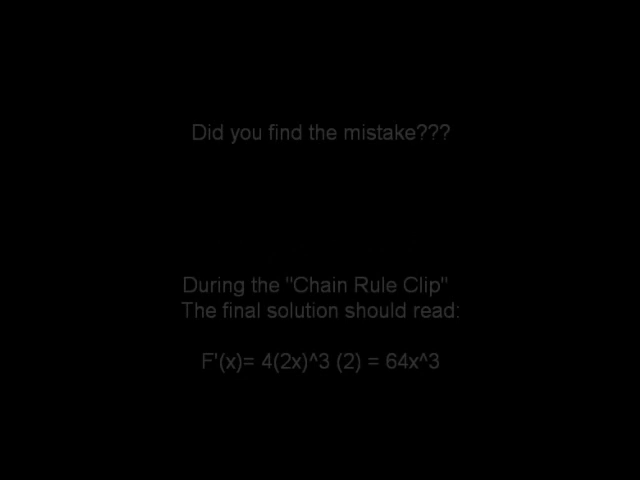 Did you find the mistake???
During the "Chain Rule Clip"
The final solution should read:
F'(x)= 4(2x)^3 (2) = 64x^3